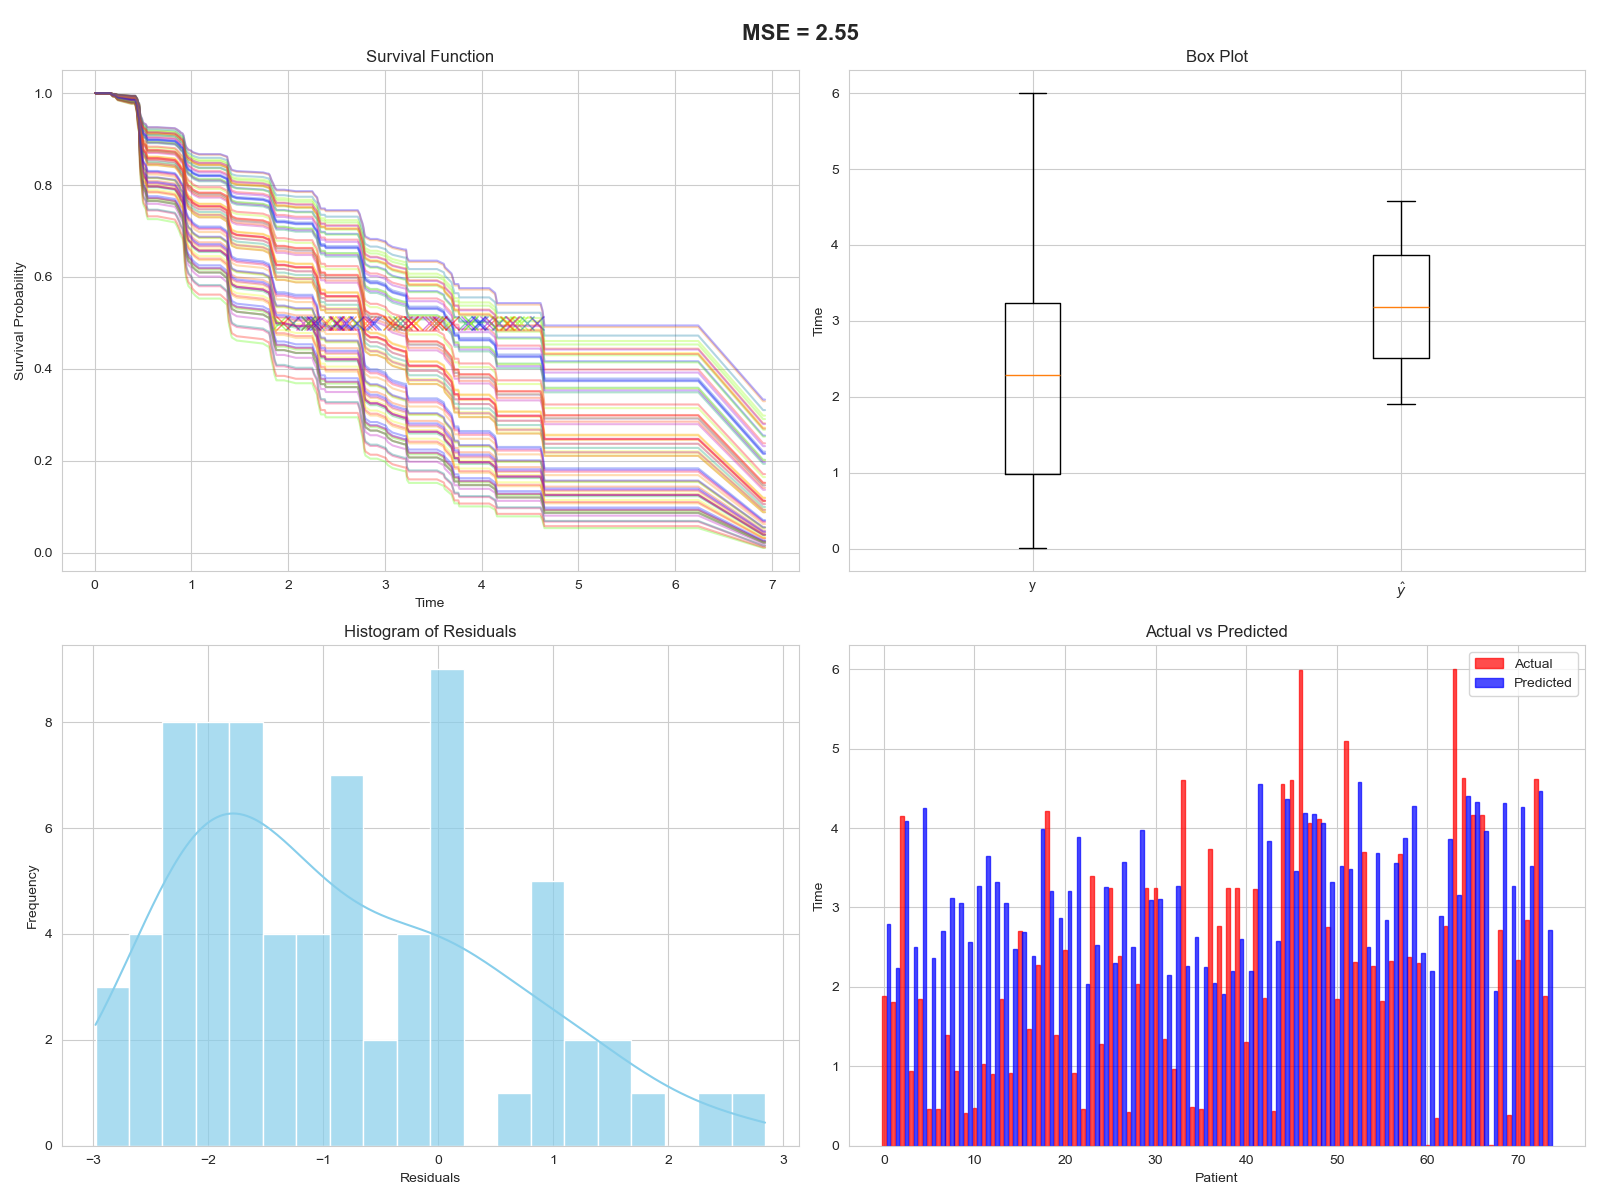 MSE = 2.55
Survival Function
Survival Probability
1.0
0.8
0.6
0.4
0.2
0.0
0 1 2 3 4 5 6 7
Time
Box Plot
Time
6
5
4
3
2
1
0
y ŷ
Histogram of Residuals
Frequency
8
6
4
2
0
−3 −2 −1 0 1 2 3
Residuals
Actual vs Predicted
Actual
Predicted
Time
6
5
4
3
2
1
0
0 10 20 30 40 50 60 70
Patient